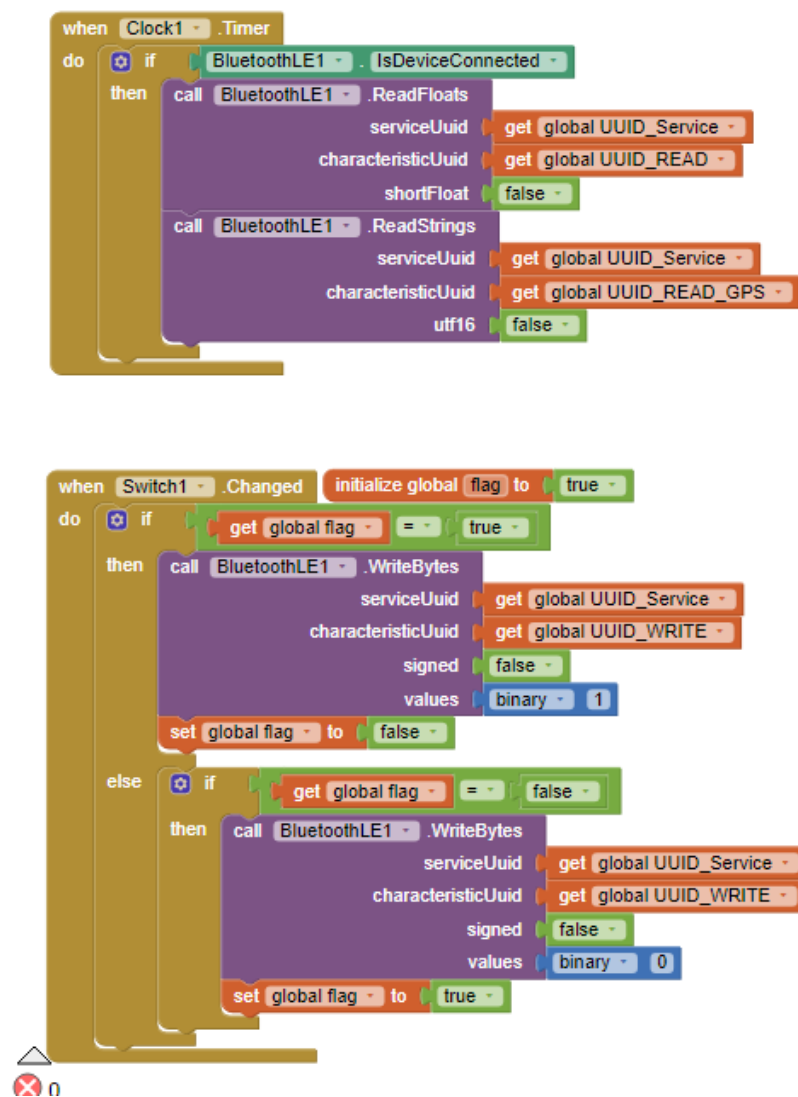 when Clock1 .Timer
do if BluetoothLE1 . IsDeviceConnected
then call BluetoothLE1 .ReadFloats
serviceUuid get global UUID_Service
characteristicUuid get global UUID_READ
shortFloat false
call BluetoothLE1 .ReadStrings
serviceUuid get global UUID_Service
characteristicUuid get global UUID_READ_GPS
utf16 false
when Switch1 .Changed initialize global flag to true
do if get global flag = true
then call BluetoothLE1 .WriteBytes
serviceUuid get global UUID_Service
characteristicUuid get global UUID_WRITE
signed false
values binary 1
set global flag to false
else if get global flag = false
then call BluetoothLE1 .WriteBytes
serviceUuid get global UUID_Service
characteristicUuid get global UUID_WRITE
signed false
values binary 0
set global flag to true
0